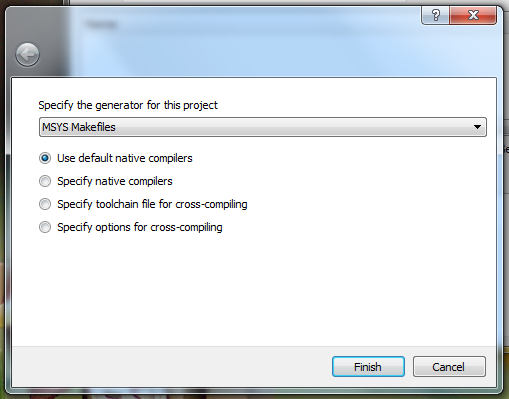 Specify the generator for this project
MSYS Makefiles
Use default native compilers
Specify native compilers
Specify toolchain file for cross-compiling
Specify options for cross-compiling
Finish Cancel